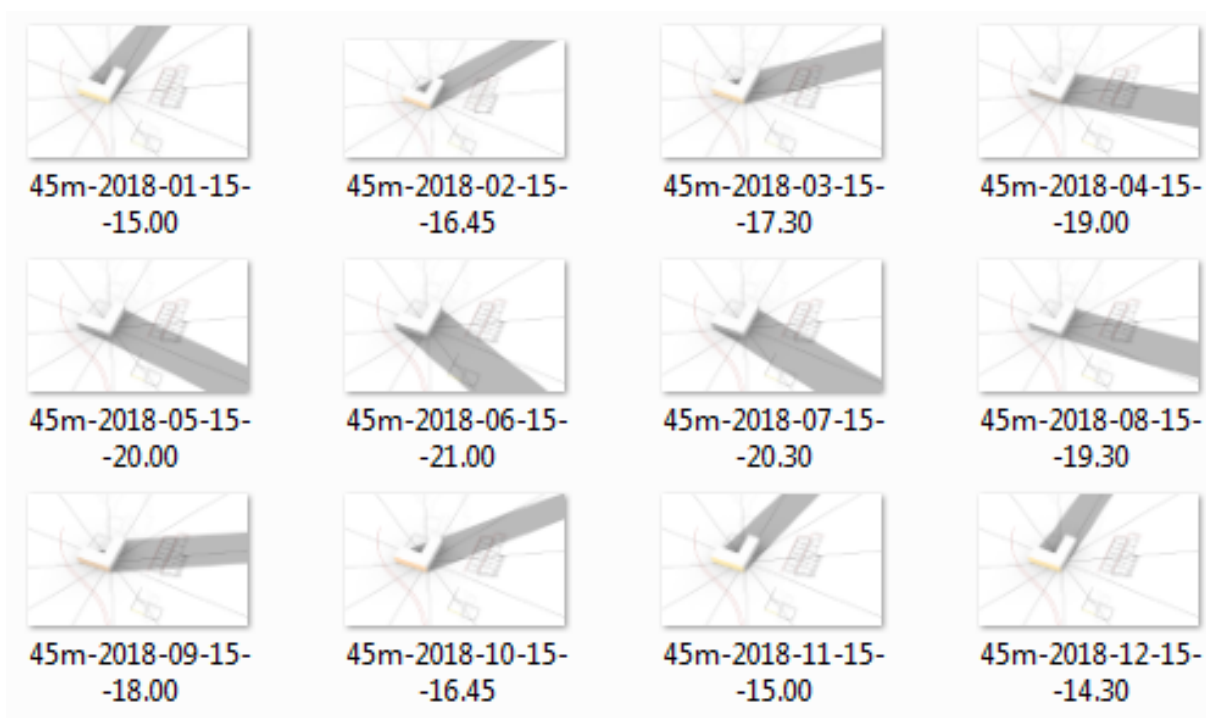 45m-2018-01-15-
-15.00
45m-2018-02-15-
-16.45
45m-2018-03-15-
-17.30
45m-2018-04-15-
-19.00
45m-2018-05-15-
-20.00
45m-2018-06-15-
-21.00
45m-2018-07-15-
-20.30
45m-2018-08-15-
-19.30
45m-2018-09-15-
-18.00
45m-2018-10-15-
-16.45
45m-2018-11-15-
-15.00
45m-2018-12-15-
-14.30